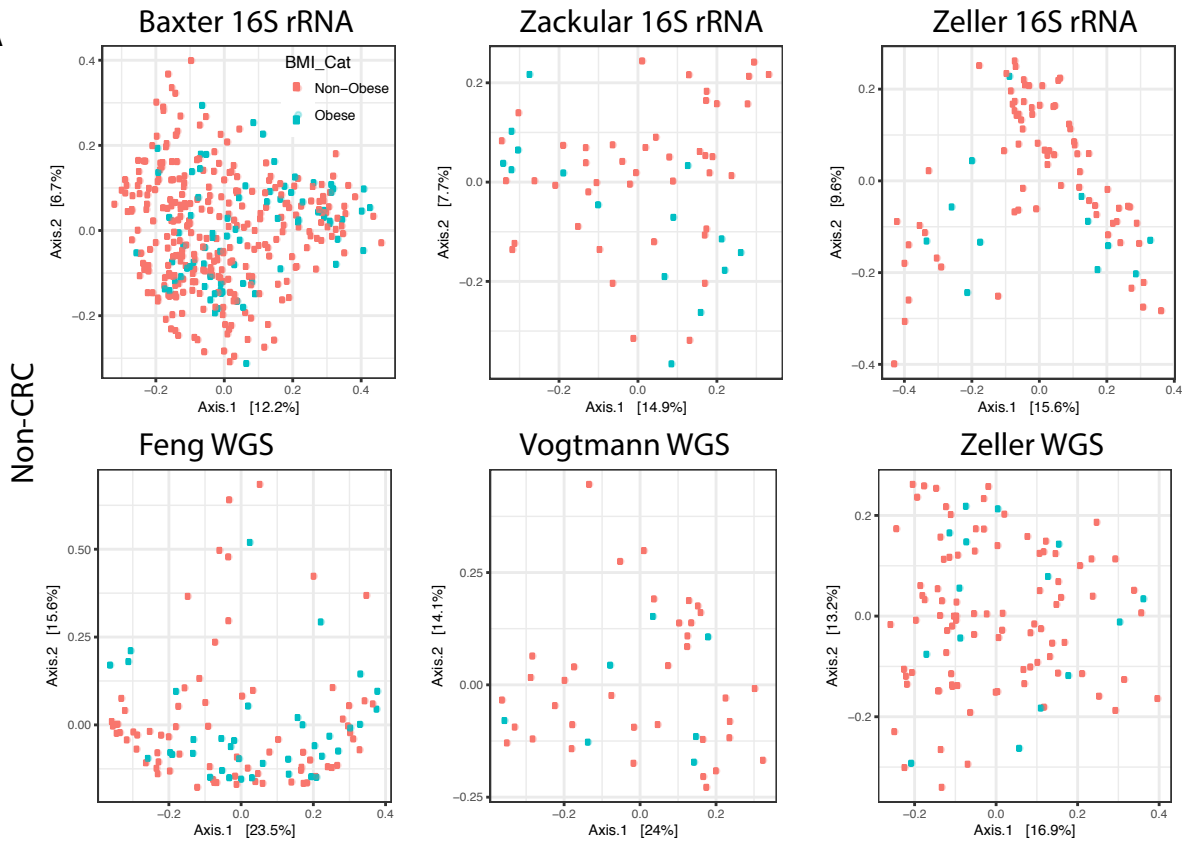 A
Baxter 16S rRNA
Zackular 16S rRNA
Zeller 16S rRNA
BMI_Cat
Non-Obese
Obese
0.4
0.2
0.0
−0.2
Axis.2 [6.7%]
−0.2 0.0 0.2 0.4
Axis.1 [12.2%]
0.2
0.0
−0.2
Axis.2 [7.7%]
−0.2 0.0 0.2
Axis.1 [14.9%]
0.2
0.0
−0.2
−0.4
Axis.2 [9.6%]
−0.4 −0.2 0.0 0.2
Axis.1 [15.6%]
Non-CRC
Feng WGS
Vogtmann WGS
Zeller WGS
0.50
0.25
0.00
Axis.2 [15.6%]
−0.2 0.0 0.2 0.4
Axis.1 [23.5%]
0.25
0.00
−0.25
Axis.2 [14.1%]
−0.2 0.0 0.2
Axis.1 [24%]
0.2
0.0
−0.2
Axis.2 [13.2%]
−0.2 0.0 0.2 0.4
Axis.1 [16.9%]